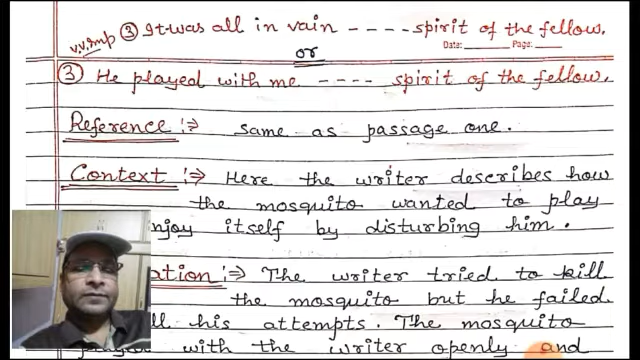 v.v.Imp ③ It was all in vain ---- spirit of the fellow.
Date: Page:
or
③ He played with me ---- spirit of the fellow.
Reference :⇒ same as passage one.
Context :⇒ Here the writer describes how
the mosquito wanted to play
njoy itself by disturbing him.
ation :⇒ The writer tried to kill
the mosquito but he failed
ll his attempts. The mosquito
played with the writer openly and